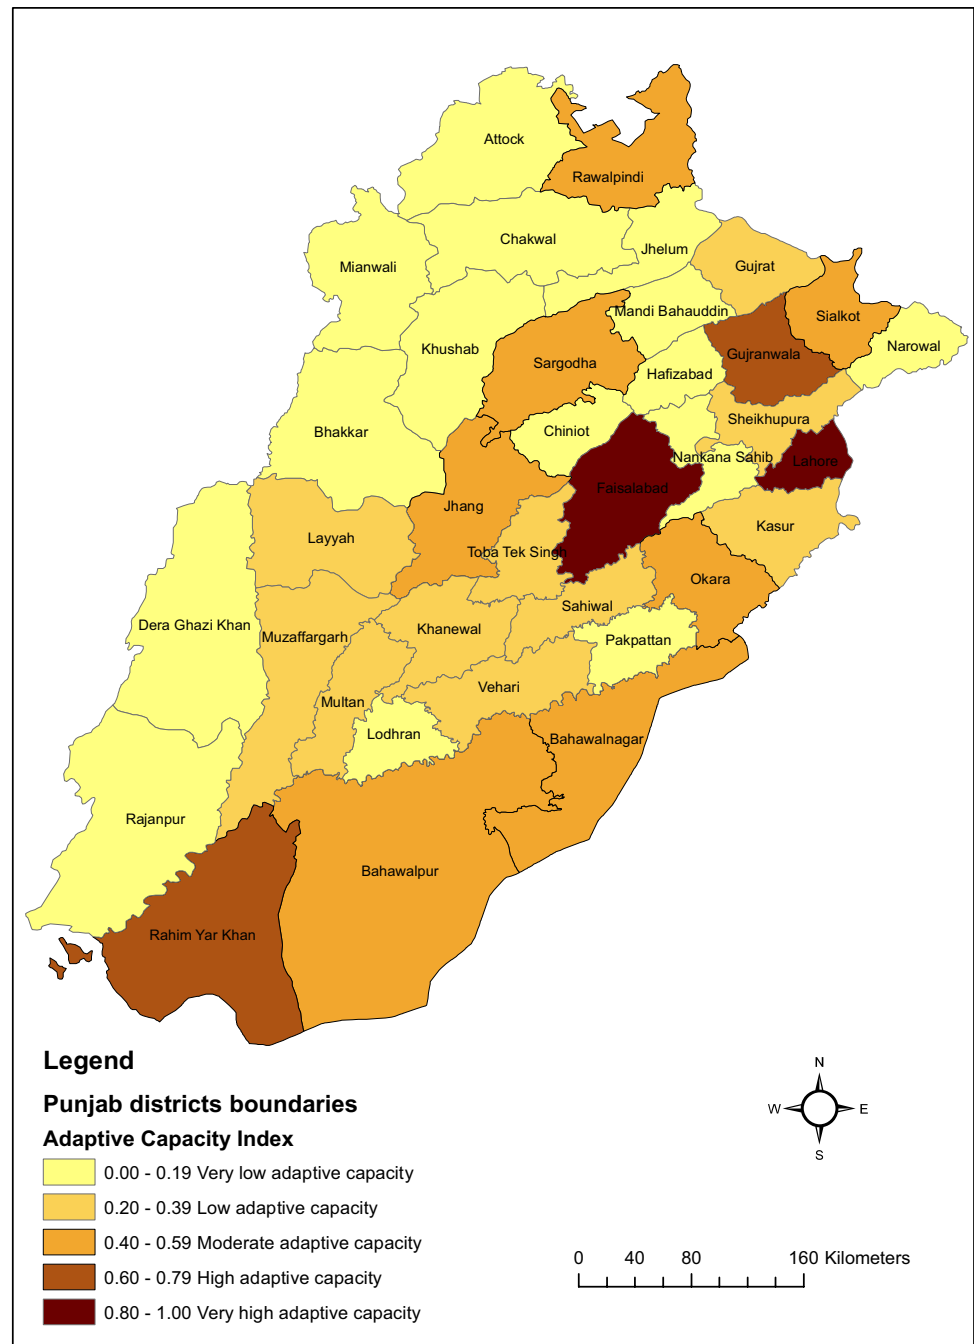 Attock
Rawalpindi
Chakwal
Jhelum
Mianwali
Gujrat
Mandi Bahauddin
Sialkot
Khushab
Sargodha
Gujranwala
Narowal
Hafizabad
Bhakkar
Chiniot
Sheikhupura
Nankana Sahib
Lahore
Faisalabad
Jhang
Kasur
Layyah
Toba Tek Singh
Okara
Sahiwal
Dera Ghazi Khan
Muzaffargarh
Khanewal
Pakpattan
Vehari
Multan
Lodhran
Bahawalnagar
Rajanpur
Bahawalpur
Rahim Yar Khan
Legend
Punjab districts boundaries
Adaptive Capacity Index
0.00 - 0.19 Very low adaptive capacity
0.20 - 0.39 Low adaptive capacity
0.40 - 0.59 Moderate adaptive capacity
0.60 - 0.79 High adaptive capacity
0.80 - 1.00 Very high adaptive capacity
N
W E
S
0 40 80 160 Kilometers